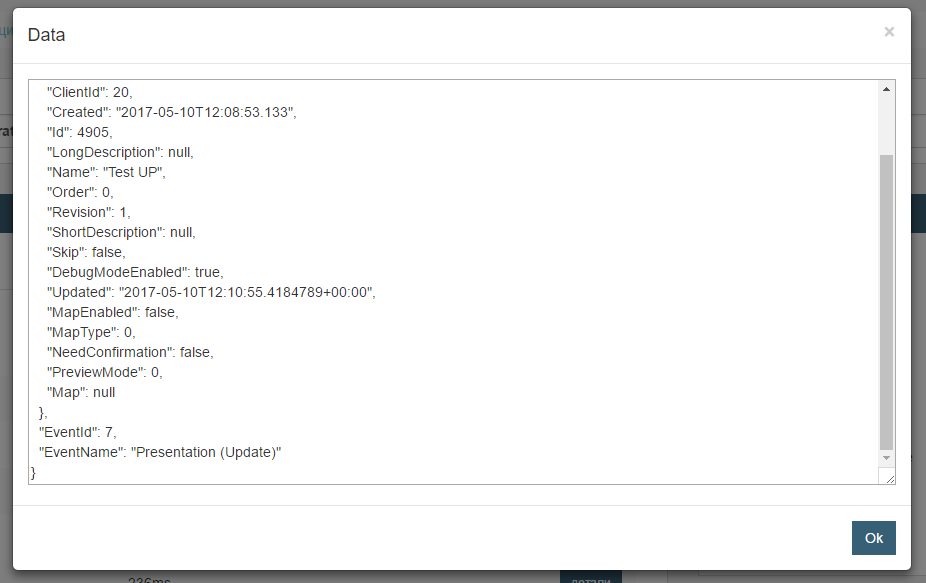 Data
×
"ClientId": 20,
"Created": "2017-05-10T12:08:53.133",
"Id": 4905,
"LongDescription": null,
"Name": "Test UP",
"Order": 0,
"Revision": 1,
"ShortDescription": null,
"Skip": false,
"DebugModeEnabled": true,
"Updated": "2017-05-10T12:10:55.4184789+00:00",
"MapEnabled": false,
"MapType": 0,
"NeedConfirmation": false,
"PreviewMode": 0,
"Map": null
},
"EventId": 7,
"EventName": "Presentation (Update)"
}
Ok
236ms